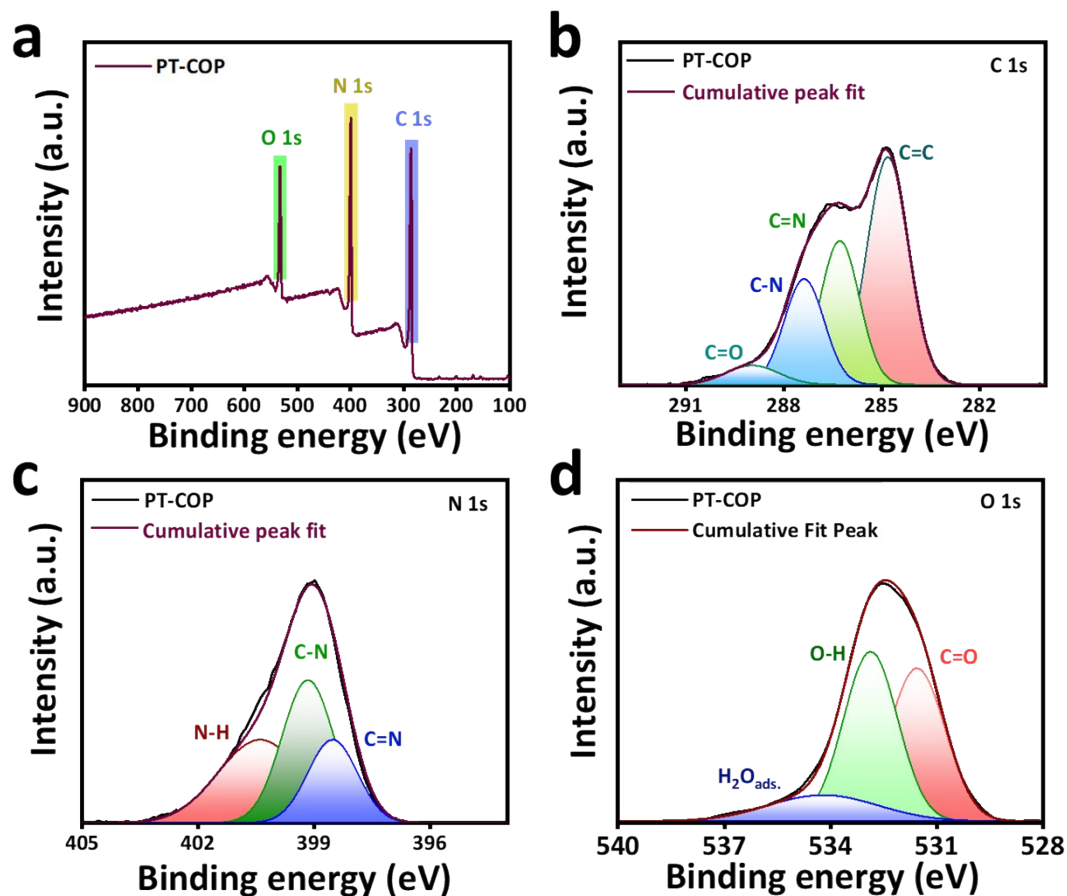 a
PT-COP
O 1s
N 1s
C 1s
Intensity (a.u.)
900 800 700 600 500 400 300 200 100
Binding energy (eV)
b
PT-COP
Cumulative peak fit
C 1s
C=C
C=N
C-N
C=O
Intensity (a.u.)
291 288 285 282
Binding energy (eV)
c
PT-COP
Cumulative peak fit
N 1s
C-N
N-H
C=N
Intensity (a.u.)
405 402 399 396
Binding energy (eV)
d
PT-COP
Cumulative Fit Peak
O 1s
O-H
C=O
H₂Oads.
Intensity (a.u.)
540 537 534 531 528
Binding energy (eV)